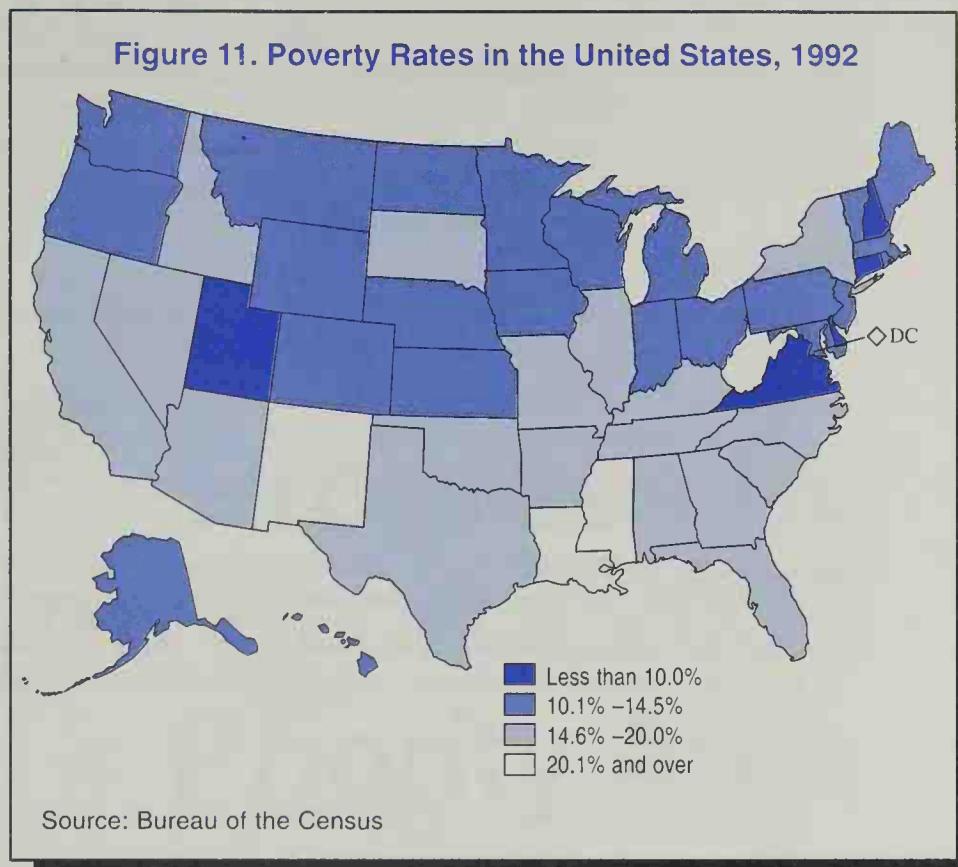 Figure 11. Poverty Rates in the United States, 1992
DC
Less than 10.0%
10.1% –14.5%
14.6% –20.0%
20.1% and over
Source: Bureau of the Census